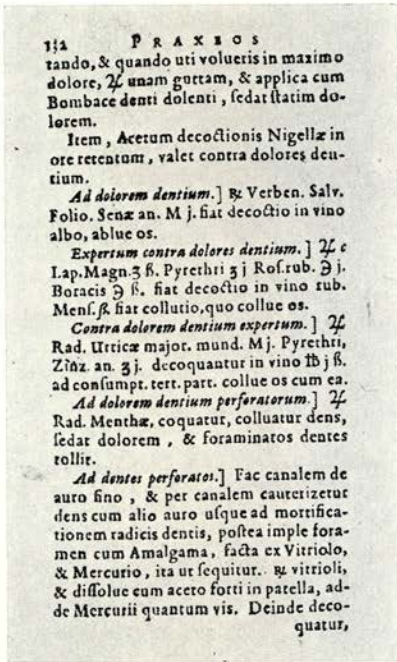 132 PRAXEOS
tando, & quando uti volueris in maximo
dolore, ♃ unam guttam, & applica cum
Bombace denti dolenti, sedat statim do-
lorem.
Item, Acetum decoctionis Nigellæ in
ore retentum, valet contra dolores den-
tium.
Ad dolorem dentium.] ℞ Verben. Salv.
Folio. Senæ an. M j. fiat decoctio in vino
albo, ablue os.
Expertum contra dolores dentium.] ♃ e
Lap. Magn. ʒ ß. Pyrethri ʒ j Ros. rub. ℈ j.
Boracis ℈ ß. fiat decoctio in vino rub.
Mens. ß. fiat collutio, quo collue os.
Contra dolorem dentium expertum.] ♃
Rad. Urticæ major. mund. M j. Pyrethri,
Zinz. an. ʒ j. decoquantur in vino ℔ j ß.
ad consumpt. tert. part. collue os cum ea.
Ad dolorem dentium perforatorum.] ♃
Rad. Menthæ, coquatur, colluatur dens,
sedat dolorem, & foraminatos dentes
tollit.
Ad dentes perforatos.] Fac canalem de
auro fino, & per canalem cauterizetur
dens cum alio auro usque ad mortifica-
tionem radicis dentis, postea imple fora-
men cum Amalgama, facta ex Vitriolo,
& Mercurio, ita ut sequitur. ℞ vitrioli,
& dissolue cum aceto forti in patella, ad-
de Mercurii quantum vis. Deinde deco-
quatur,